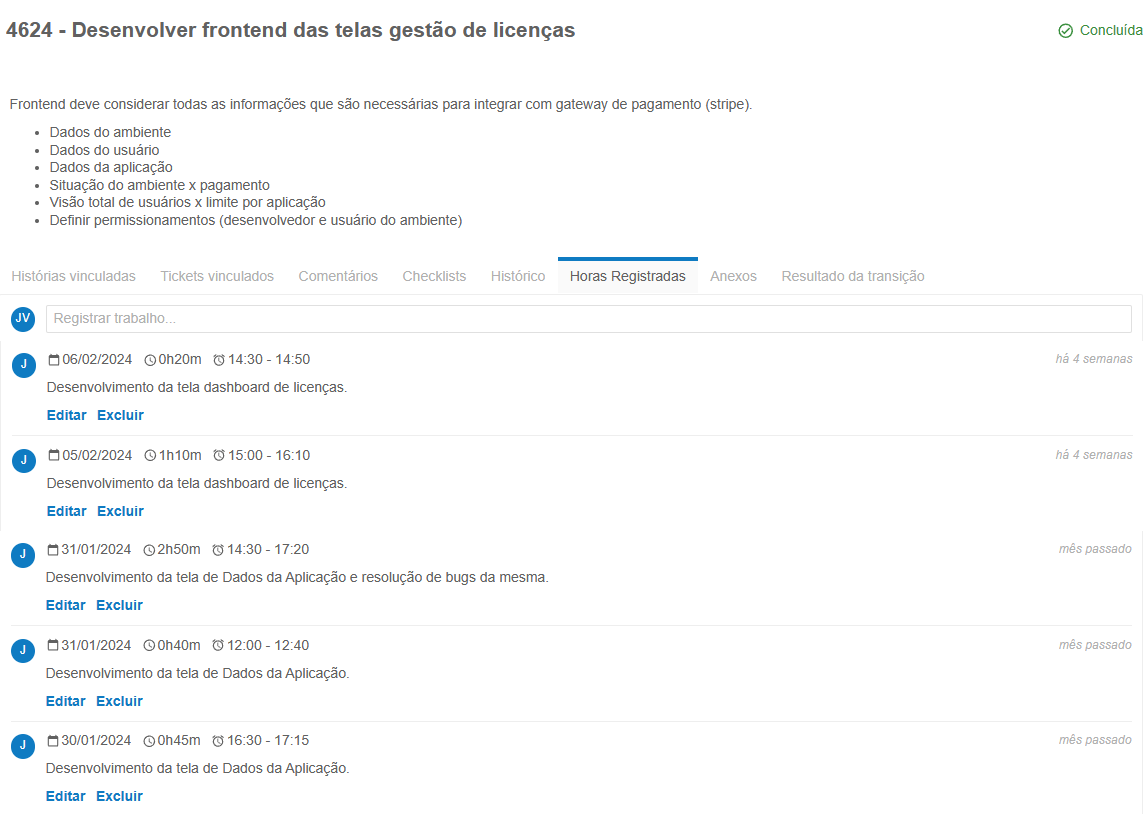 4624 - Desenvolver frontend das telas gestão de licenças
Concluída
Frontend deve considerar todas as informações que são necessárias para integrar com gateway de pagamento (stripe).
• Dados do ambiente
• Dados do usuário
• Dados da aplicação
• Situação do ambiente x pagamento
• Visão total de usuários x limite por aplicação
• Definir permissionamentos (desenvolvedor e usuário do ambiente)
Histórias vinculadas Tickets vinculados Comentários Checklists Histórico Horas Registradas Anexos Resultado da transição
JV Registrar trabalho...
J 06/02/2024 0h20m 14:30 - 14:50 há 4 semanas
Desenvolvimento da tela dashboard de licenças.
Editar Excluir
J 05/02/2024 1h10m 15:00 - 16:10 há 4 semanas
Desenvolvimento da tela dashboard de licenças.
Editar Excluir
J 31/01/2024 2h50m 14:30 - 17:20 mês passado
Desenvolvimento da tela de Dados da Aplicação e resolução de bugs da mesma.
Editar Excluir
J 31/01/2024 0h40m 12:00 - 12:40 mês passado
Desenvolvimento da tela de Dados da Aplicação.
Editar Excluir
J 30/01/2024 0h45m 16:30 - 17:15 mês passado
Desenvolvimento da tela de Dados da Aplicação.
Editar Excluir